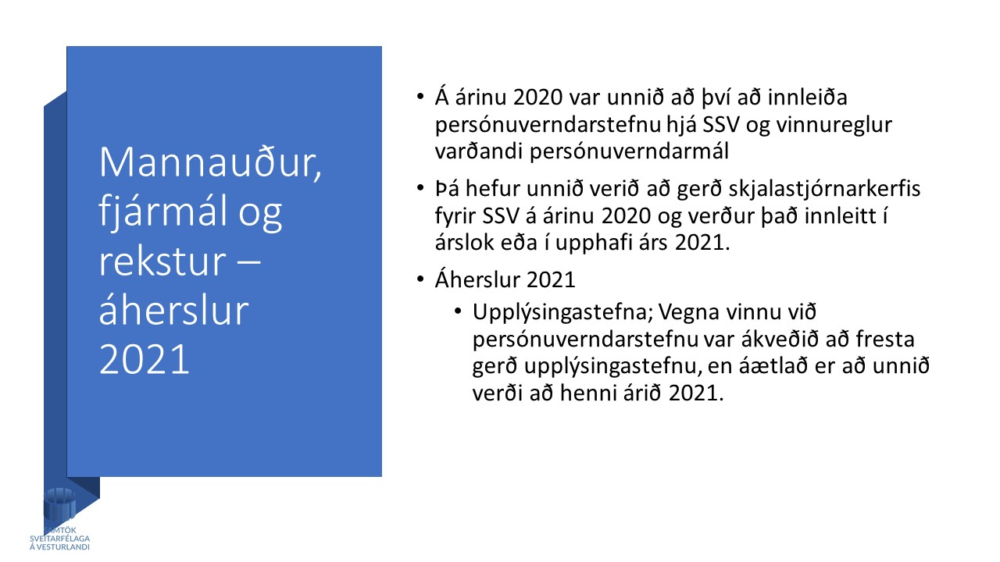 Mannauður,
fjármál og
rekstur –
áherslur
2021
• Á árinu 2020 var unnið að því að innleiða
persónuverndarstefnu hjá SSV og vinnureglur
varðandi persónuverndarmál
• Þá hefur unnið verið að gerð skjalastjórnarkerfis
fyrir SSV á árinu 2020 og verður það innleitt í
árslok eða í upphafi árs 2021.
• Áherslur 2021
• Upplýsingastefna; Vegna vinnu við
persónuverndarstefnu var ákveðið að fresta
gerð upplýsingastefnu, en áætlað er að unnið
verði að henni árið 2021.
SAMTÖK
SVEITARFÉLAGA
Á VESTURLANDI